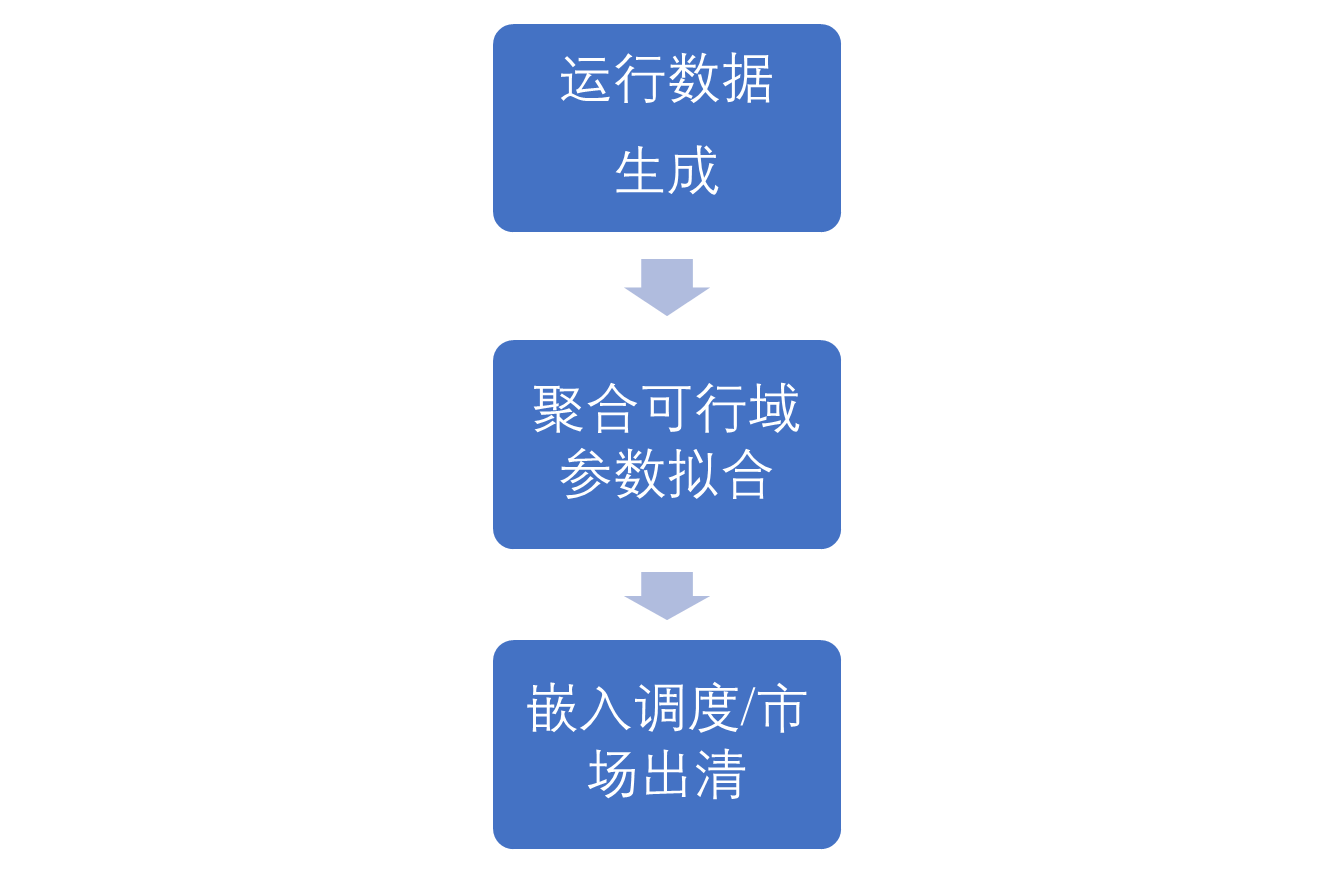 运行数据
生成
聚合可行域
参数拟合
嵌入调度/市
场出清